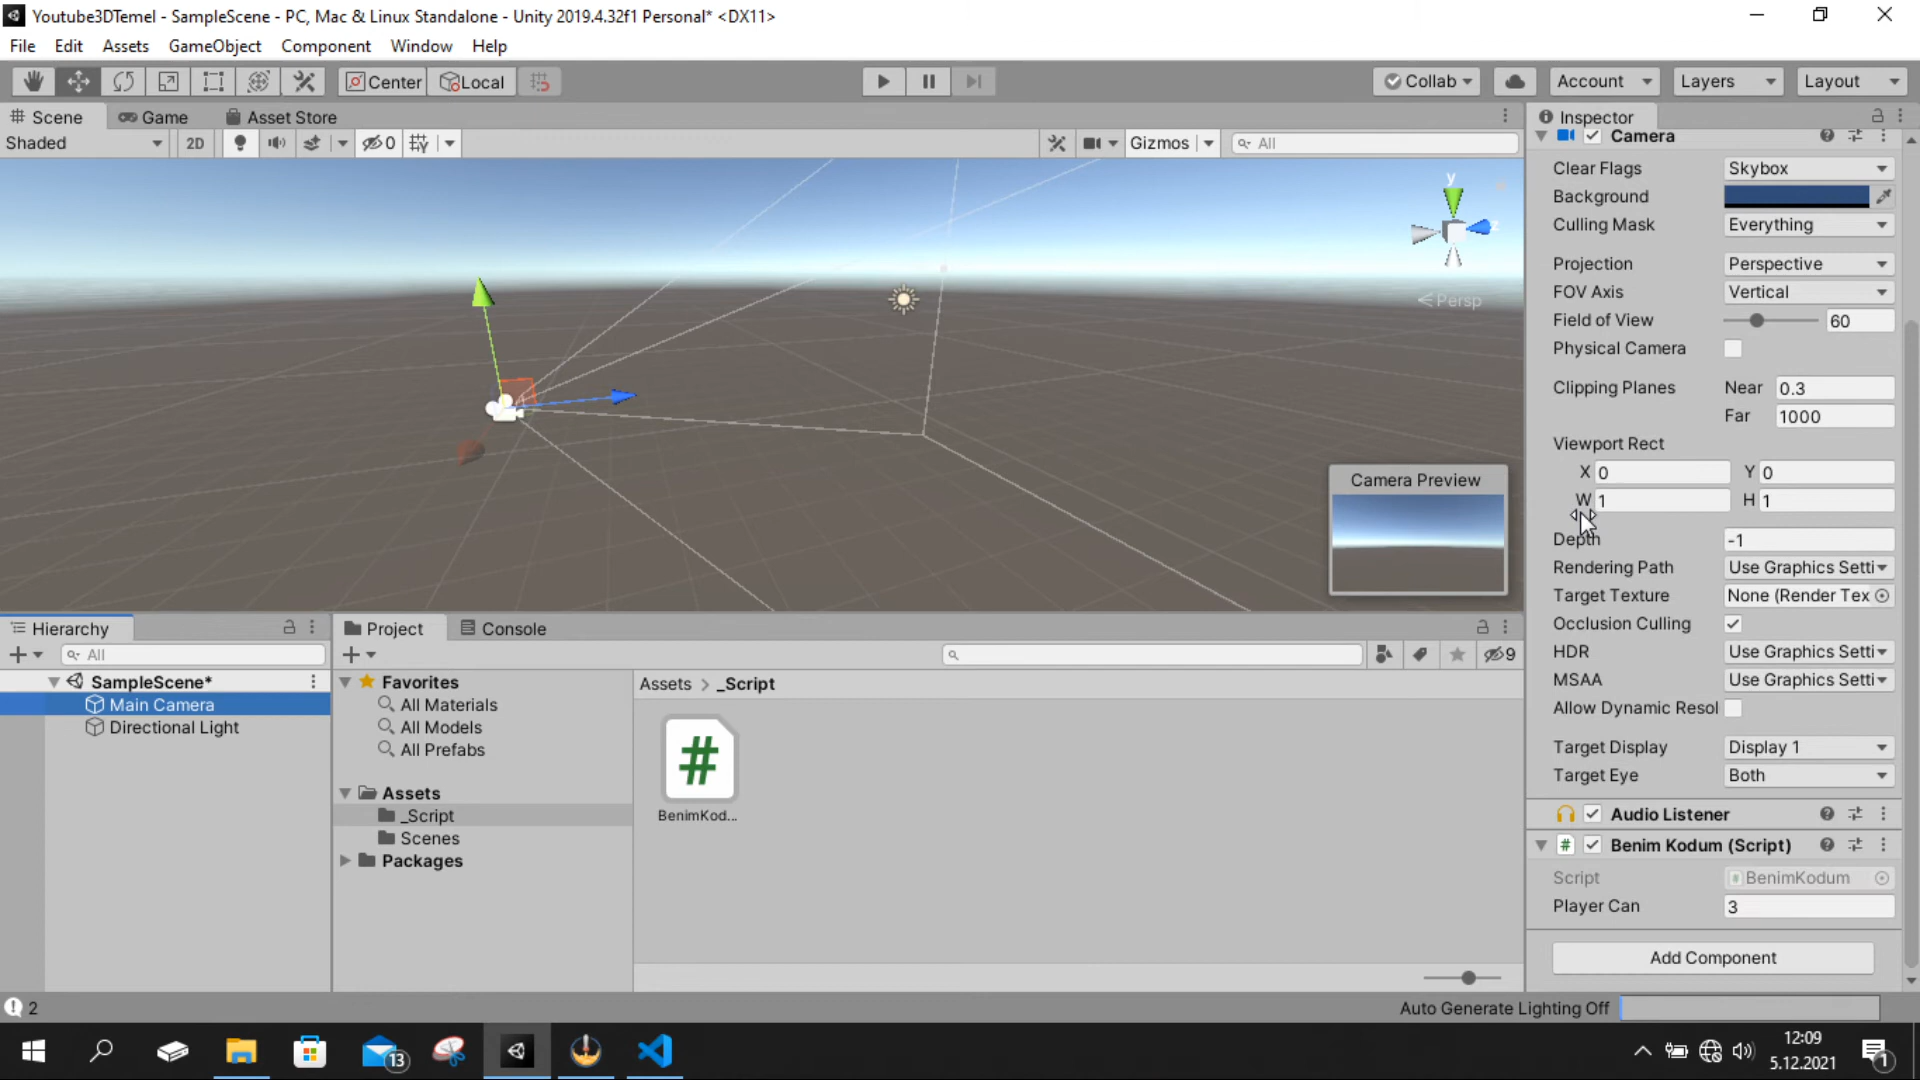 Youtube3DTemel - SampleScene - PC, Mac & Linux Standalone - Unity 2019.4.32f1 Personal* <DX11>
File Edit Assets GameObject Component Window Help
Center Local Collab Account Layers Layout
Scene Game Asset Store Inspector
Shaded 2D 0 Gizmos All
Camera
Clear Flags Skybox
Background
Culling Mask Everything
Projection Perspective
FOV Axis Vertical
Field of View 60
Physical Camera
Clipping Planes Near 0.3
Far 1000
Viewport Rect
X 0 Y 0
W 1 H 1
Depth -1
Rendering Path Use Graphics Setti
Target Texture None (Render Tex
Occlusion Culling
HDR Use Graphics Setti
MSAA Use Graphics Setti
Allow Dynamic Resol
Target Display Display 1
Target Eye Both
Audio Listener
# Benim Kodum (Script)
Script # BenimKodum
Player Can 3
Add Component
y
z
Persp
Camera Preview
Hierarchy Project Console
All 9
SampleScene*
Main Camera
Directional Light
Favorites
All Materials
All Models
All Prefabs
Assets
_Script
Scenes
Packages
Assets > _Script
#
BenimKod...
2 Auto Generate Lighting Off
13
12:09
5.12.2021
1